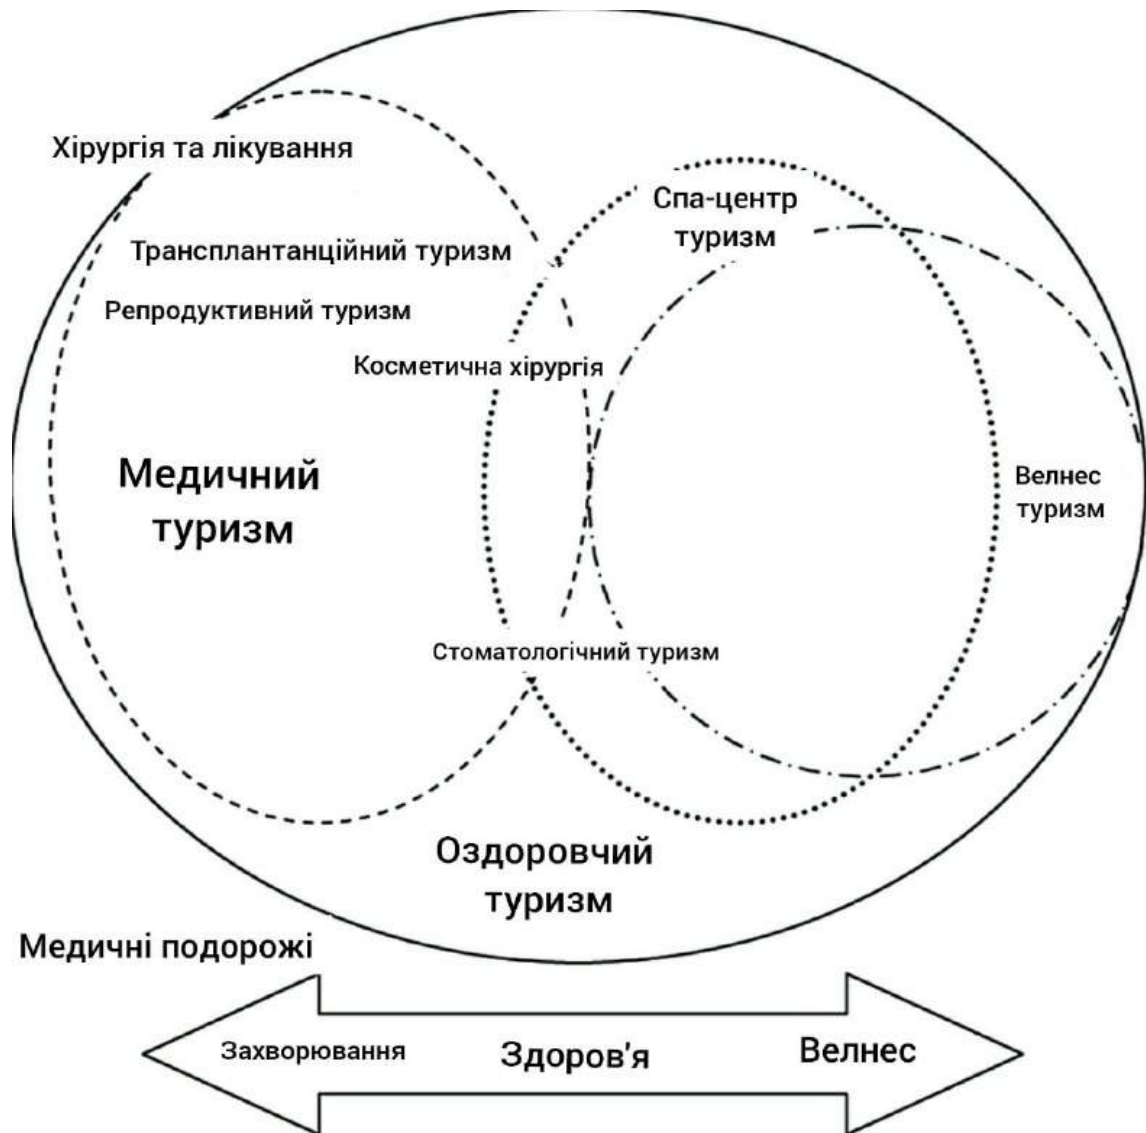 Хірургія та лікування
Спа-центр
туризм
Трансплантанційний туризм
Репродуктивний туризм
Косметична хірургія
Медичний
туризм
Велнес
туризм
Стоматологічний туризм
Оздоровчий
туризм
Медичні подорожі
Захворювання Здоров'я Велнес